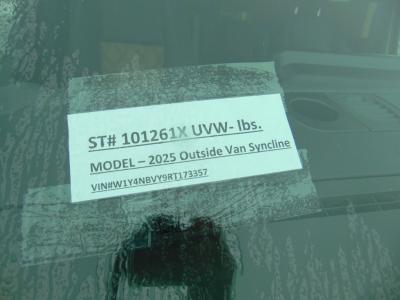 ST# 101261X UVW- lbs.
MODEL – 2025 Outside Van Syncline
VIN#W1Y4NBVY9RT173357